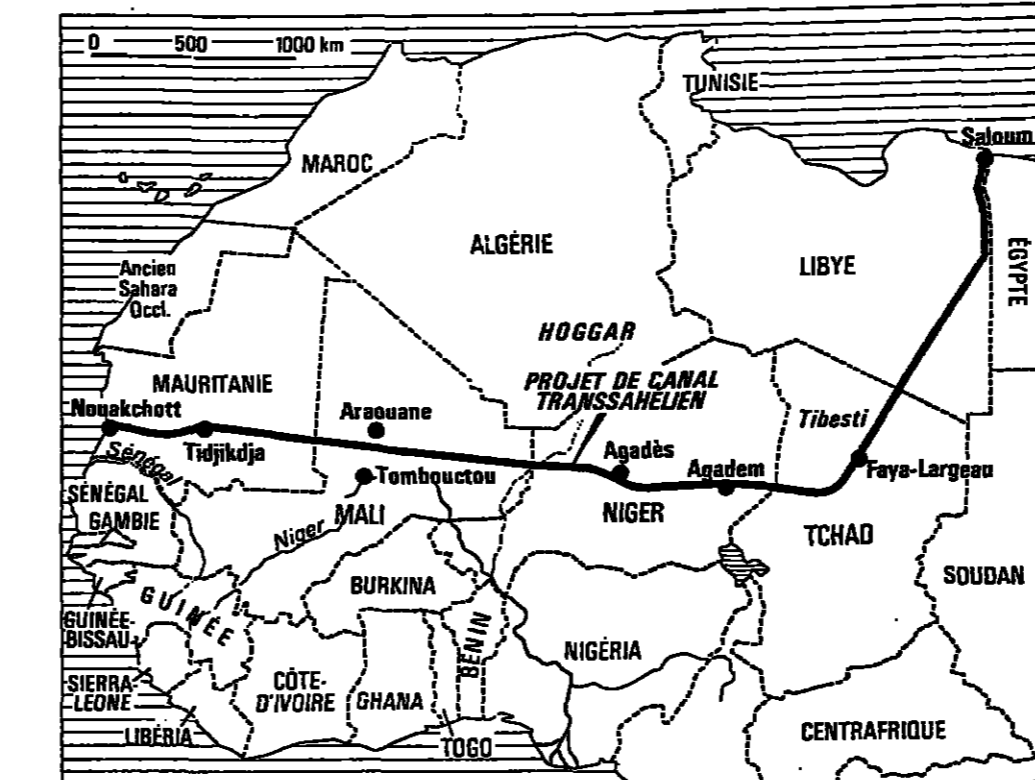 0 500 1000 km
TUNISIE
Saloum
MAROC
ALGÉRIE
LIBYE
ÉGYPTE
Ancien
Sahara
Occl.
HOGGAR
MAURITANIE
PROJET DE CANAL
TRANSSAHÉLIEN
Nouakchott
Araouane
Tibesti
Tidjikdja
Agadès
Agadem
Faya-Largeau
Sénégal
Tombouctou
SÉNÉGAL
GAMBIE
Niger
MALI
NIGER
TCHAD
SOUDAN
BURKINA
GUINÉE
GUINÉE-
BISSAU
BÉNIN
NIGÉRIA
SIERRA-
LEONE
CÔTE-
D'IVOIRE
GHANA
LIBÉRIA
TOGO
CENTRAFRIQUE